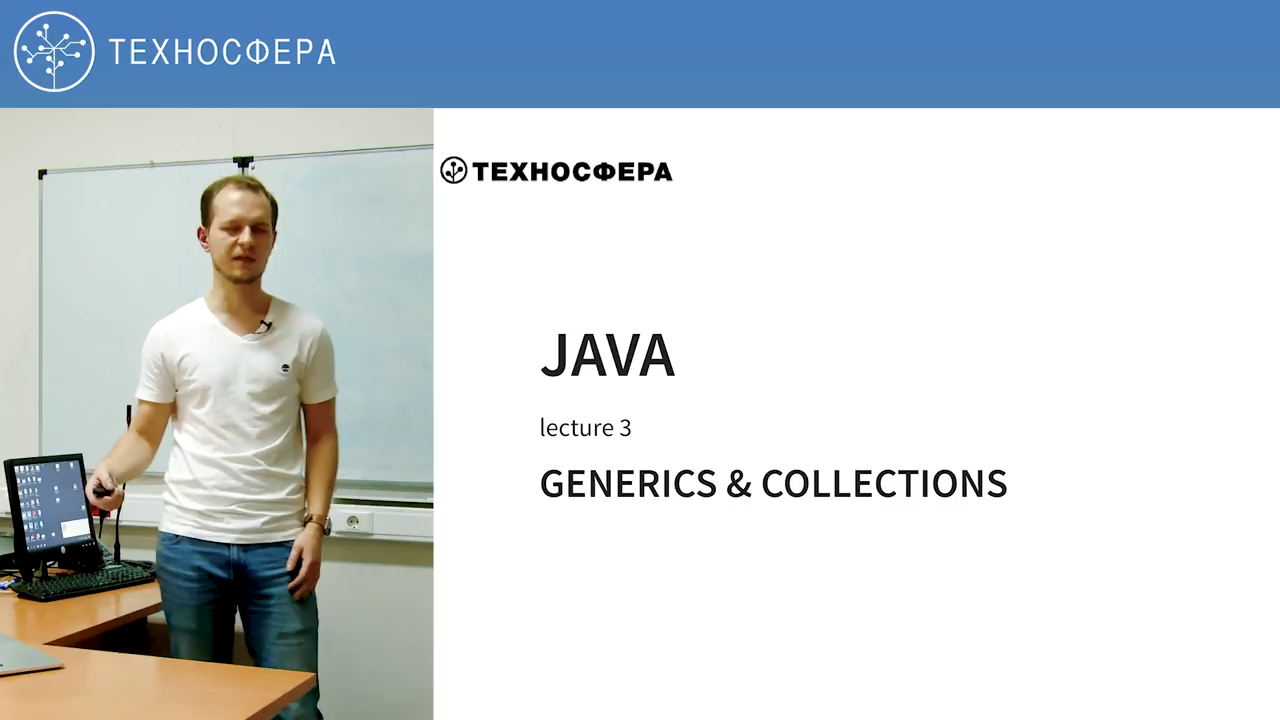 ТЕХНОСФЕРА
ТЕХНОСФЕРА
JAVA
lecture 3
GENERICS & COLLECTIONS